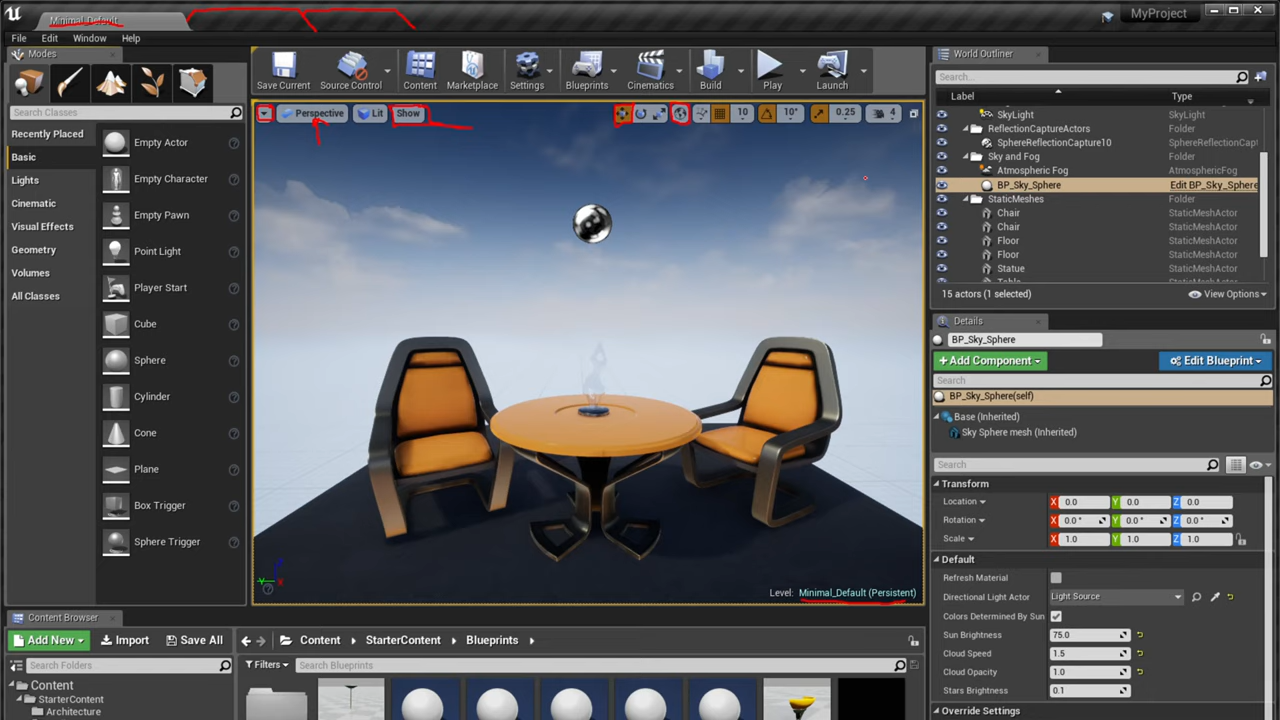 Minimal_Default
MyProject
File Edit Window Help
Modes
Search Classes
Recently Placed
Basic
Lights
Cinematic
Visual Effects
Geometry
Volumes
All Classes
Empty Actor
Empty Character
Empty Pawn
Point Light
Player Start
Cube
Sphere
Cylinder
Cone
Plane
Box Trigger
Sphere Trigger
Save Current Source Control Content Marketplace Settings Blueprints Cinematics Build Play Launch
Perspective Lit Show 10 10° 0.25 4
Level: Minimal_Default (Persistent)
World Outliner
Search...
Label Type
SkyLight SkyLight
ReflectionCaptureActors Folder
SphereReflectionCapture10 SphereReflectionCapt
Sky and Fog Folder
Atmospheric Fog AtmosphericFog
BP_Sky_Sphere Edit BP_Sky_Sphere
StaticMeshes Folder
Chair StaticMeshActor
Chair StaticMeshActor
Floor StaticMeshActor
Floor StaticMeshActor
Statue StaticMeshActor
15 actors (1 selected) View Options
Details
BP_Sky_Sphere
+Add Component Edit Blueprint
Search
BP_Sky_Sphere(self)
Base (Inherited)
Sky Sphere mesh (Inherited)
Search
Transform
Location X 0.0 Y 0.0 Z 0.0
Rotation X 0.0° Y 0.0° Z 0.0°
Scale X 1.0 Y 1.0 Z 1.0
Default
Refresh Material
Directional Light Actor Light Source
Colors Determined By Sun
Sun Brightness 75.0
Cloud Speed 1.5
Cloud Opacity 1.0
Stars Brightness 0.1
Override Settings
Content Browser
Add New Import Save All Content StarterContent Blueprints
Search Folders Filters Search Blueprints
Content
StarterContent
Architecture